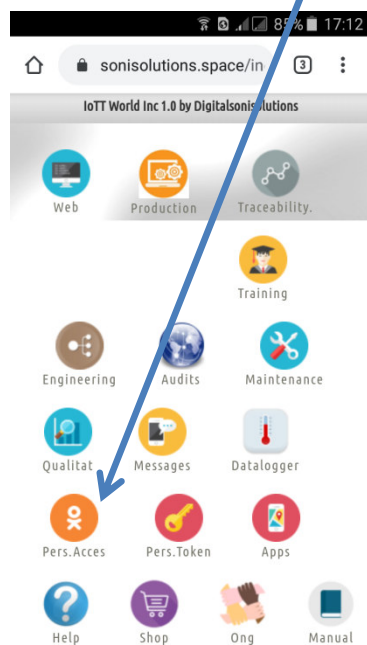 85% 17:12
sonisolutions.space/in 3
IoTT World Inc 1.0 by Digitalsonisolutions
Web Production Traceability.
Training
Engineering Audits Maintenance
Qualitat Messages Datalogger
Pers.Acces Pers.Token Apps
Help Shop Ong Manual